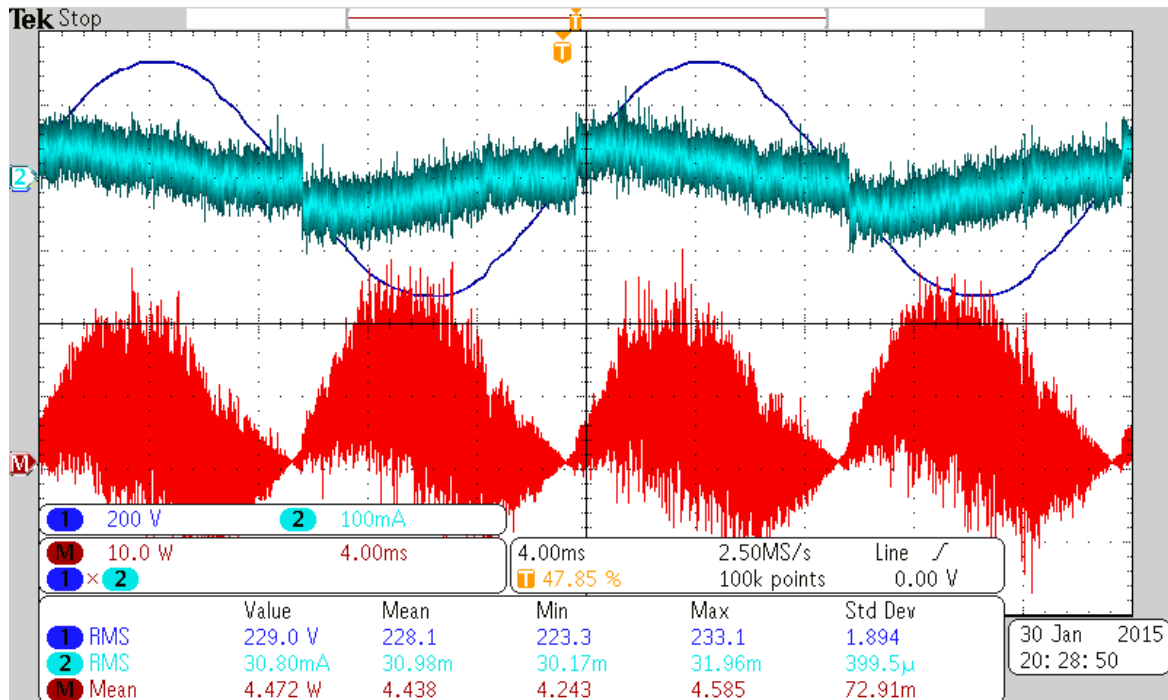 Tek Stop
T
T
2
M
1 200 V 2 100mA
M 10.0 W 4.00ms
1 × 2
4.00ms 2.50MS/s Line
T 47.85 % 100k points 0.00 V
Value Mean Min Max Std Dev
1 RMS 229.0 V 228.1 223.3 233.1 1.894
2 RMS 30.80mA 30.98m 30.17m 31.96m 399.5µ
M Mean 4.472 W 4.438 4.243 4.585 72.91m
30 Jan 2015
20:28:50